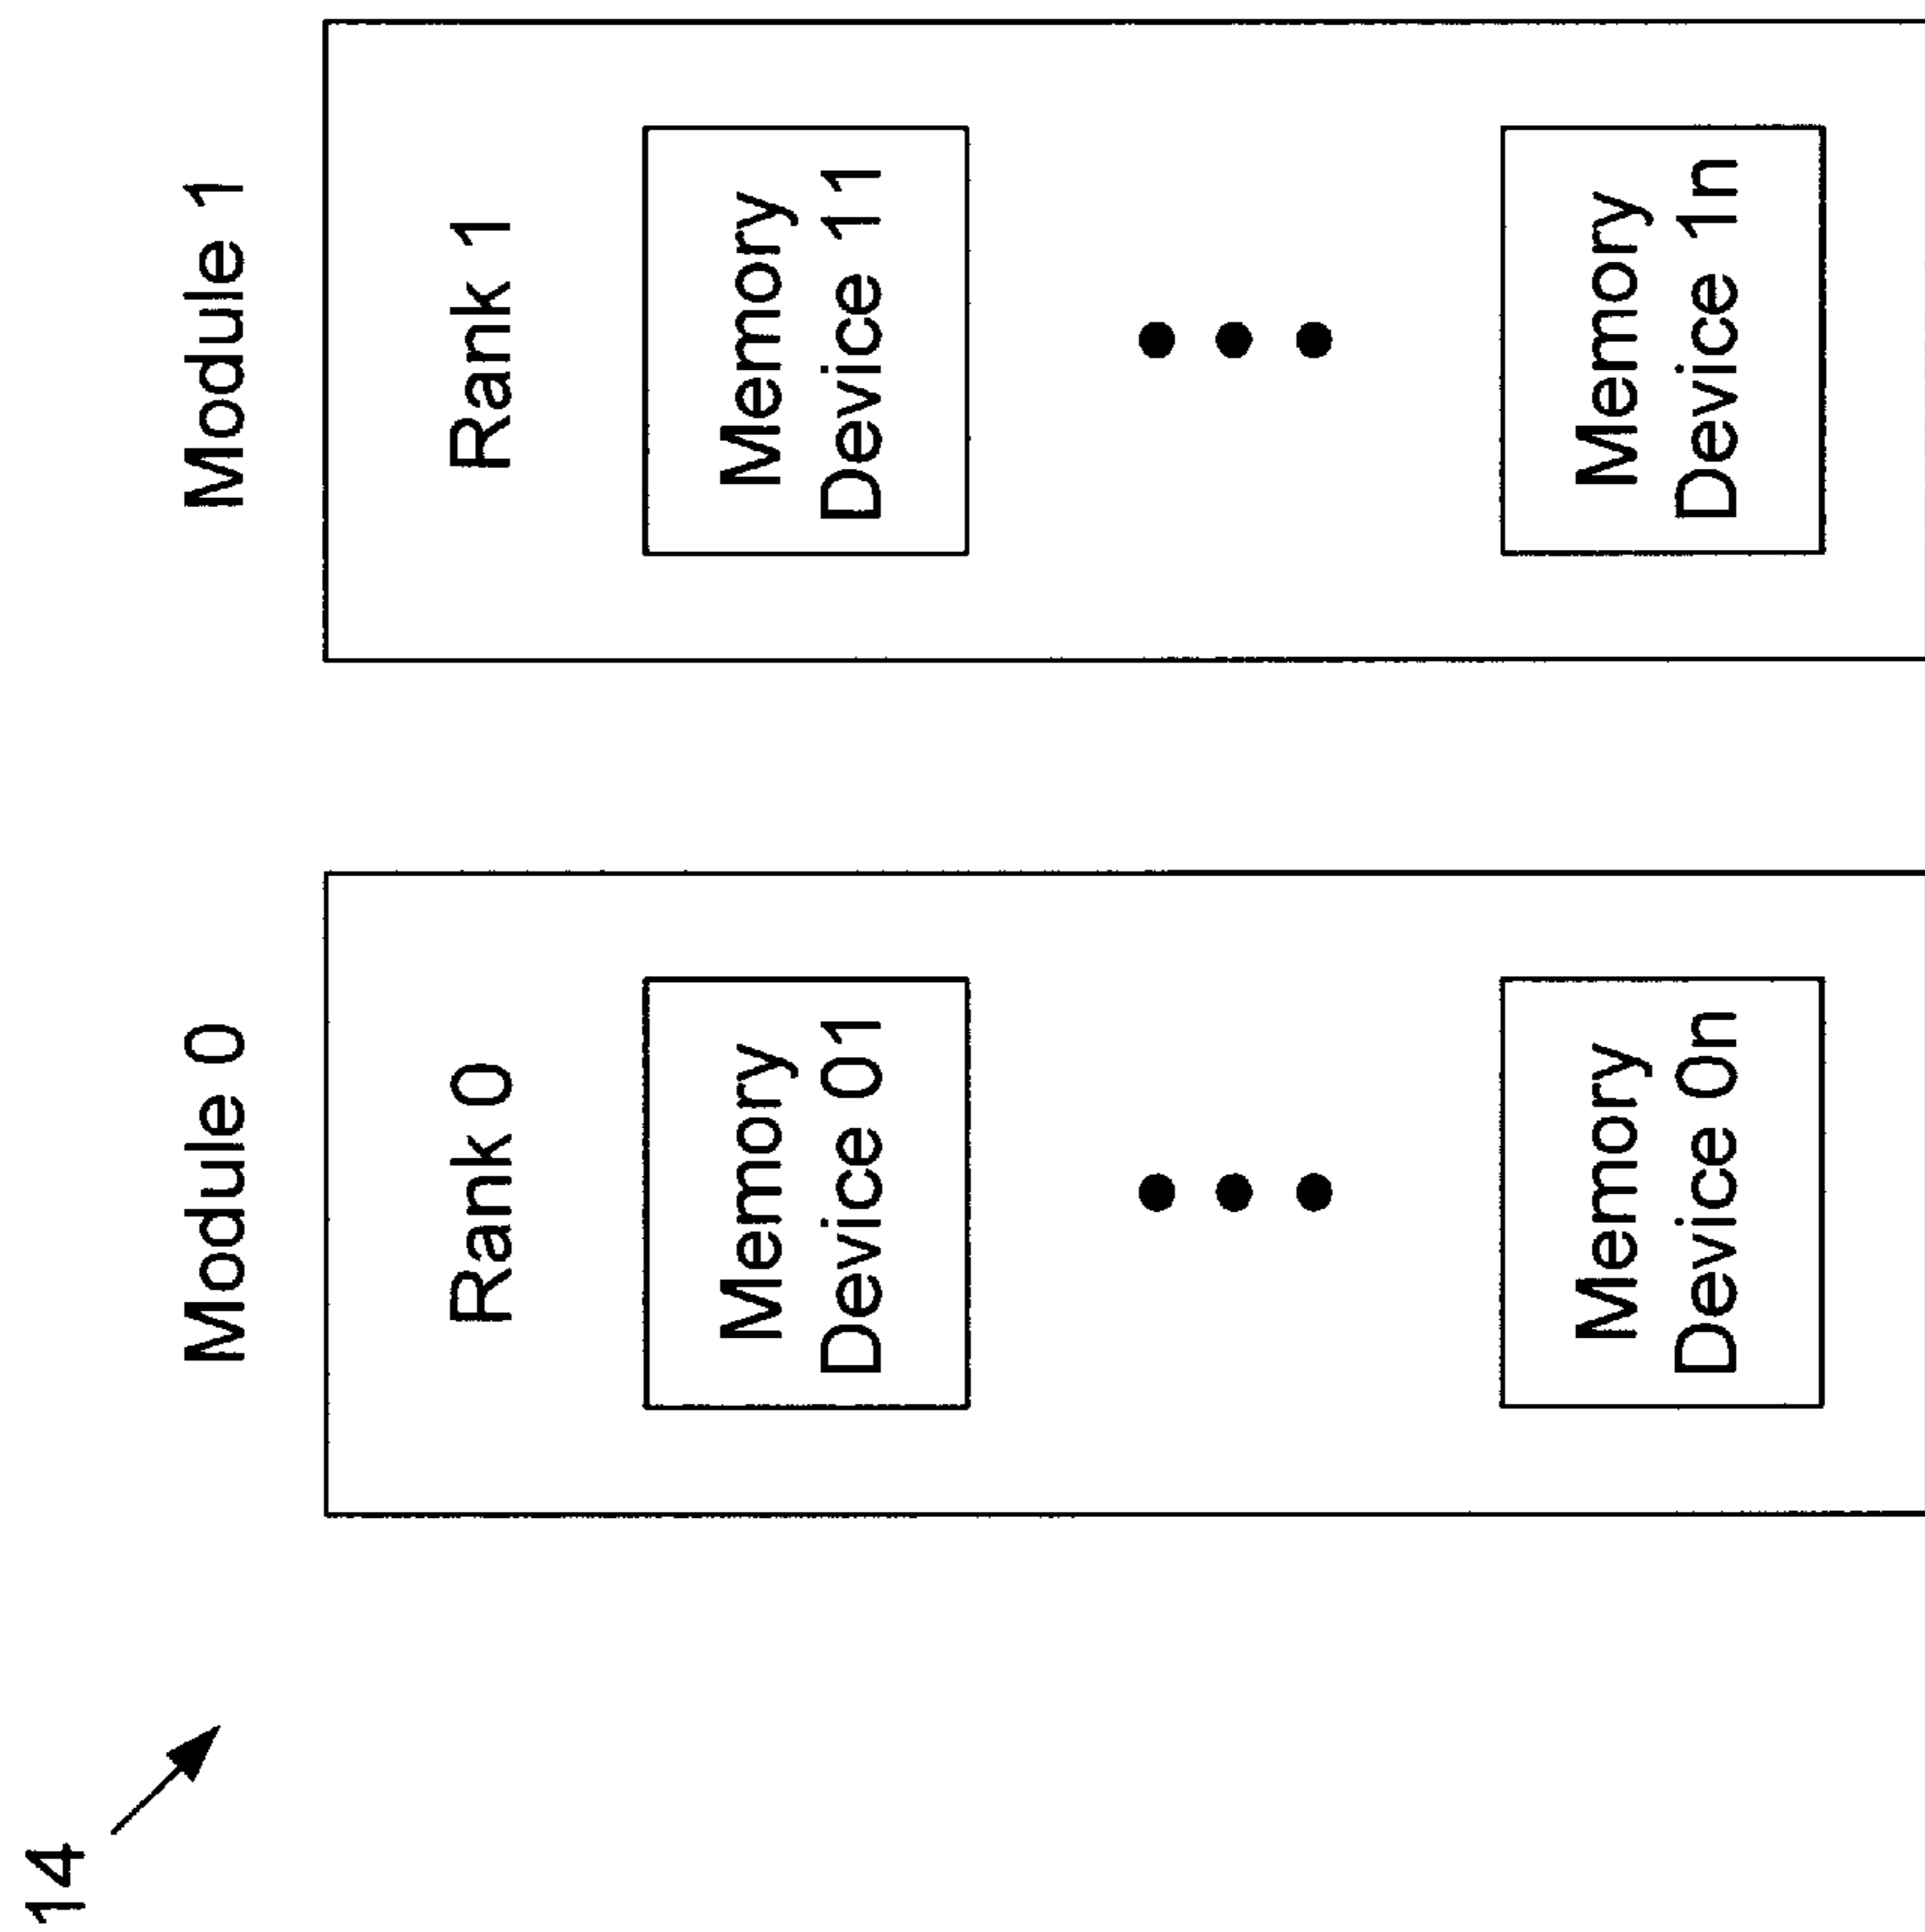 14
Module 0
Rank 0
Memory
Device 01
Memory
Device 0n
Module 1
Rank 1
Memory
Device 11
Memory
Device 1n